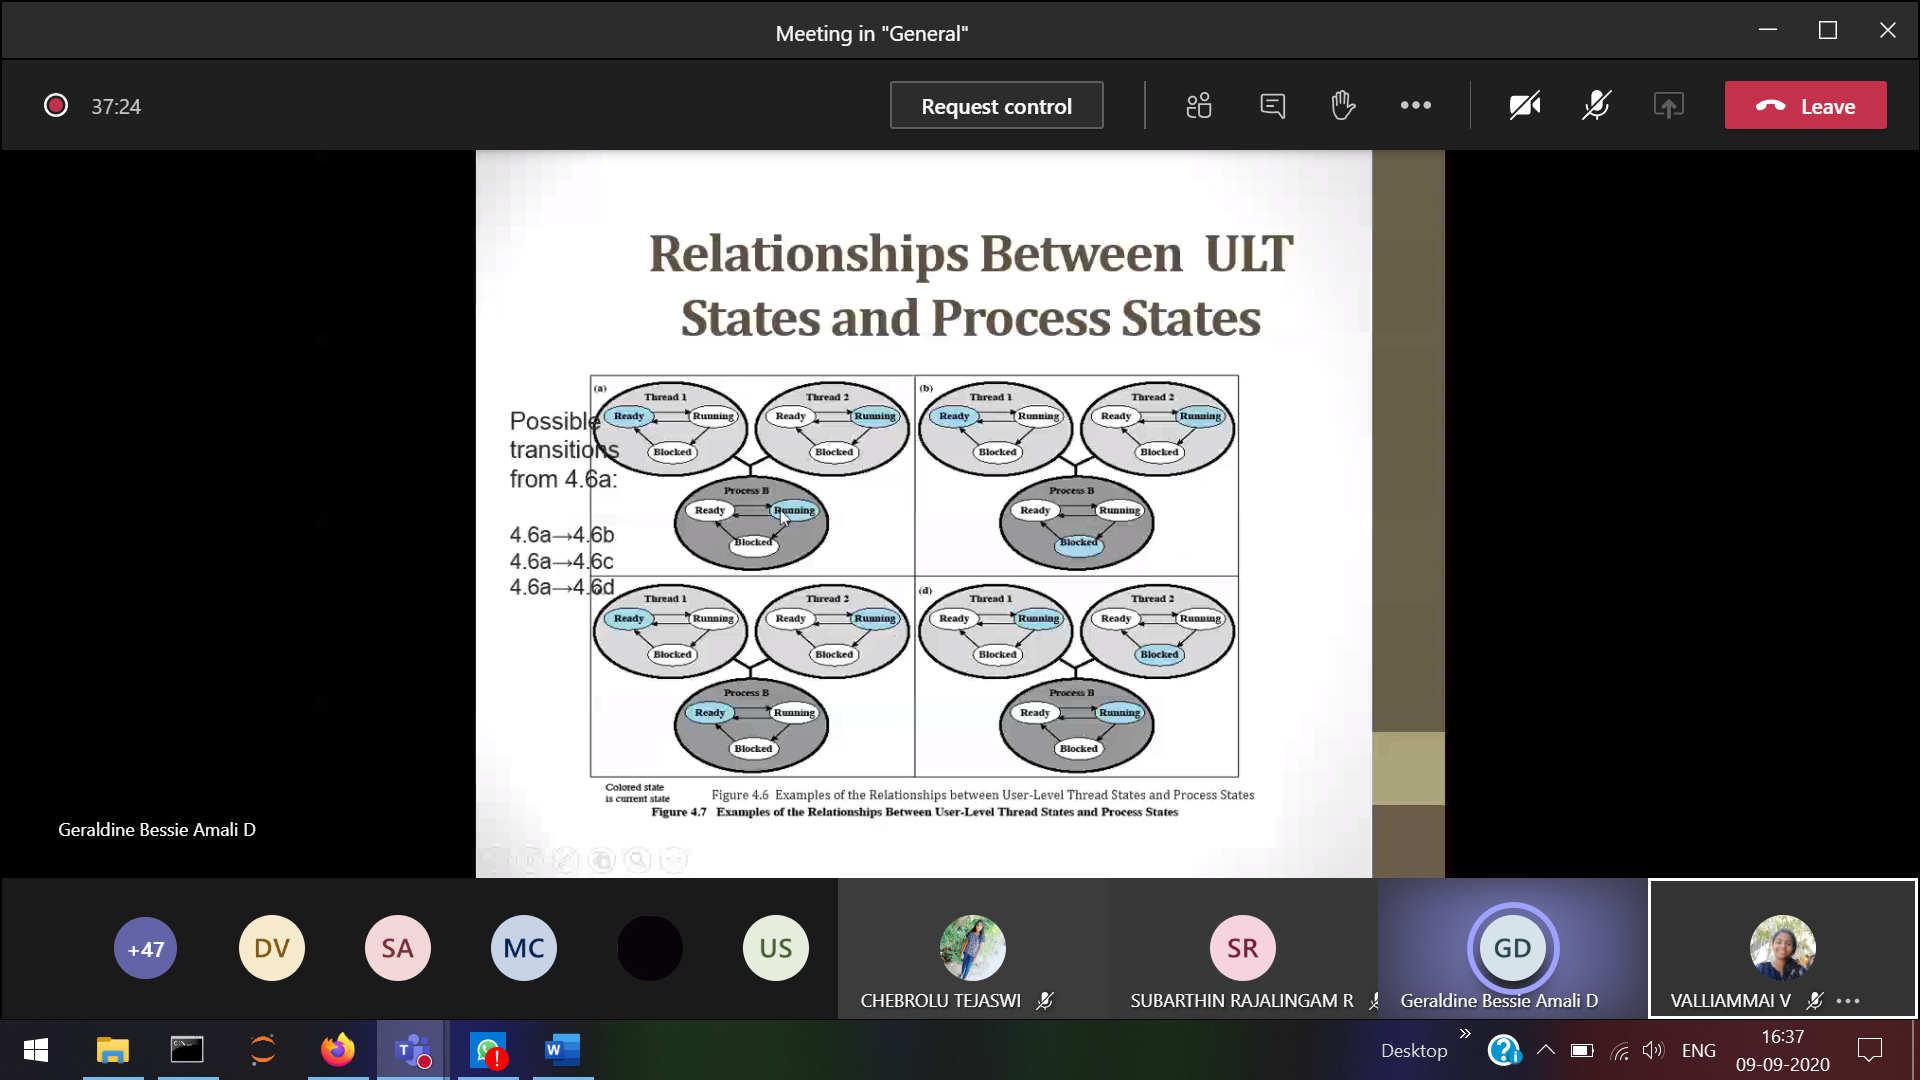 Meeting in "General"
37:24
Request control
Leave
Relationships Between ULT
States and Process States
Possible
transitions
from 4.6a:
4.6a→4.6b
4.6a→4.6c
4.6a→4.6d
(a)
Thread 1
Ready
Running
Blocked
Thread 2
Ready
Running
Blocked
Process B
Ready
Running
Blocked
(b)
Thread 1
Ready
Running
Blocked
Thread 2
Ready
Running
Blocked
Process B
Ready
Running
Blocked
Thread 1
Ready
Running
Blocked
Thread 2
Ready
Running
Blocked
Process B
Ready
Running
Blocked
(d)
Thread 1
Ready
Running
Blocked
Thread 2
Ready
Running
Blocked
Process B
Ready
Running
Blocked
Colored state
is current state
Figure 4.6 Examples of the Relationships between User-Level Thread States and Process States
Figure 4.7 Examples of the Relationships Between User-Level Thread States and Process States
Geraldine Bessie Amali D
+47
DV
SA
MC
US
CHEBROLU TEJASWI
SR
SUBARTHIN RAJALINGAM R
GD
Geraldine Bessie Amali D
VALLIAMMAI V
Desktop
ENG
16:37
09-09-2020